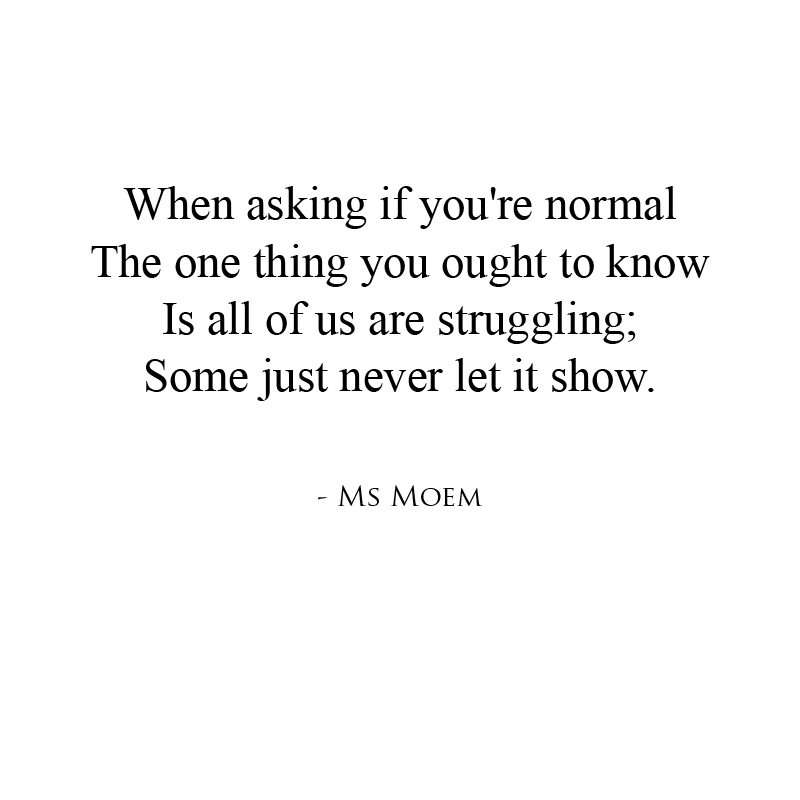 When asking if you're normal
The one thing you ought to know
Is all of us are struggling;
Some just never let it show.
- Ms Moem